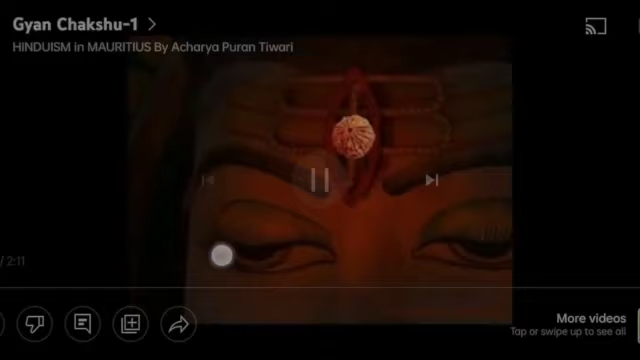 Gyan Chakshu-1
HINDUISM in MAURITIUS By Acharya Puran Tiwari
/ 2:11
More videos
Tap or swipe up to see all